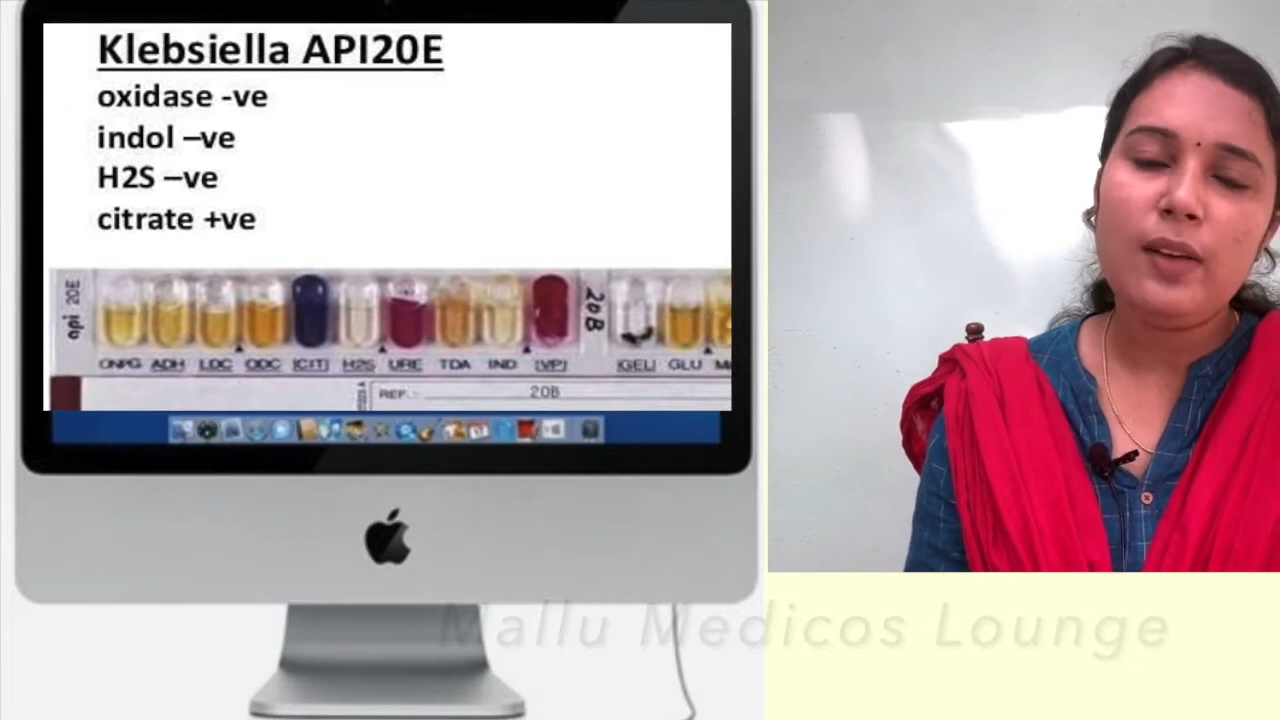 Klebsiella API20E
oxidase -ve
indol –ve
H2S –ve
citrate +ve
api 20E
20B
ONPG ADH LDC ODC |CIT| H2S URE TDA IND |VP| |GEL| GLU
REF
20B
Mallu Medicos Lounge